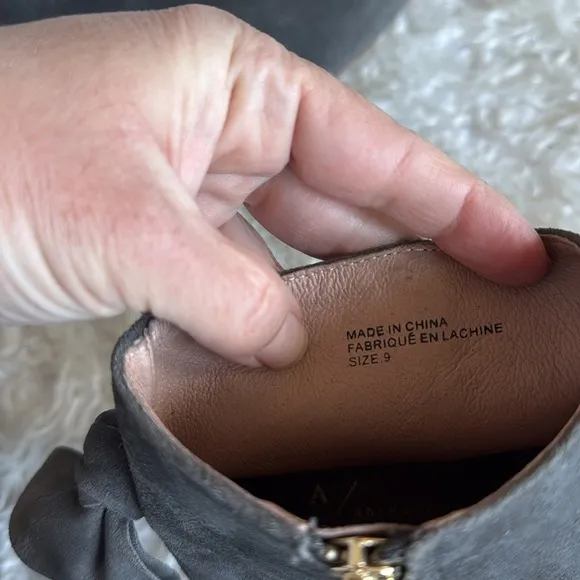 MADE IN CHINA
FABRIQUÉ EN LACHINE
SIZE.9
A/